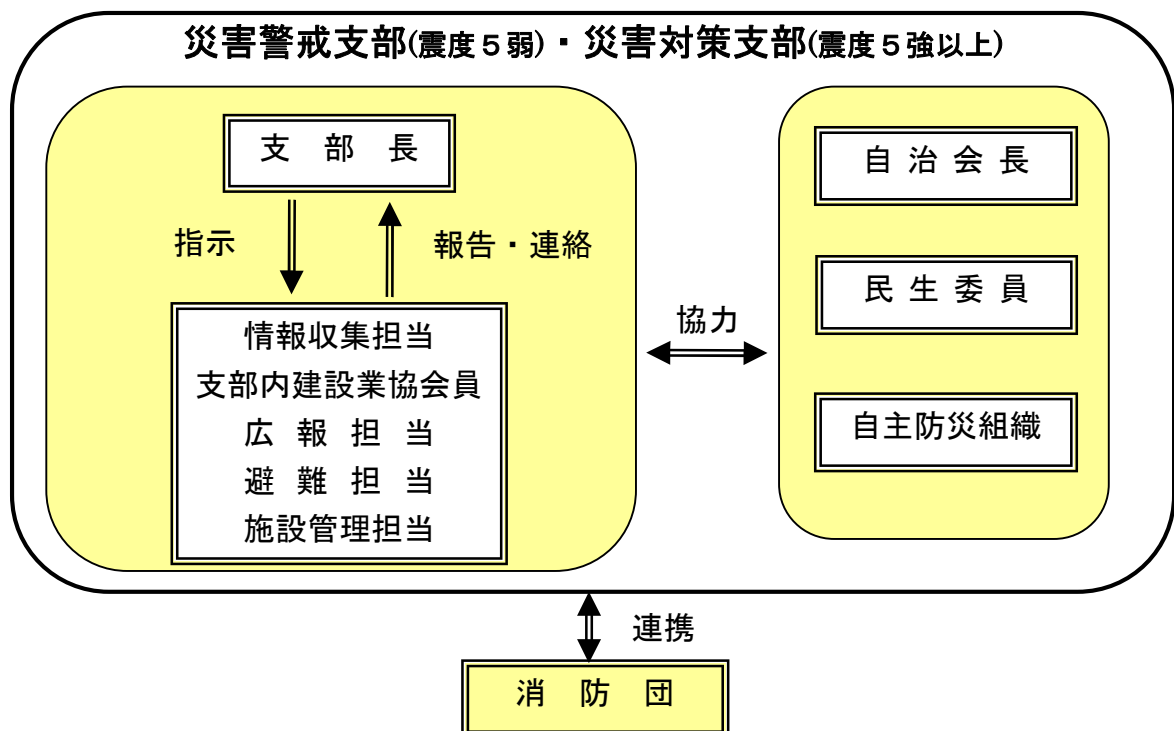 災害警戒支部(震度５弱)・災害対策支部(震度５強以上)
支部長
指示
報告・連絡
情報収集担当
支部内建設業協会員
広報担当
避難担当
施設管理担当
協力
自治会長
民生委員
自主防災組織
連携
消防団